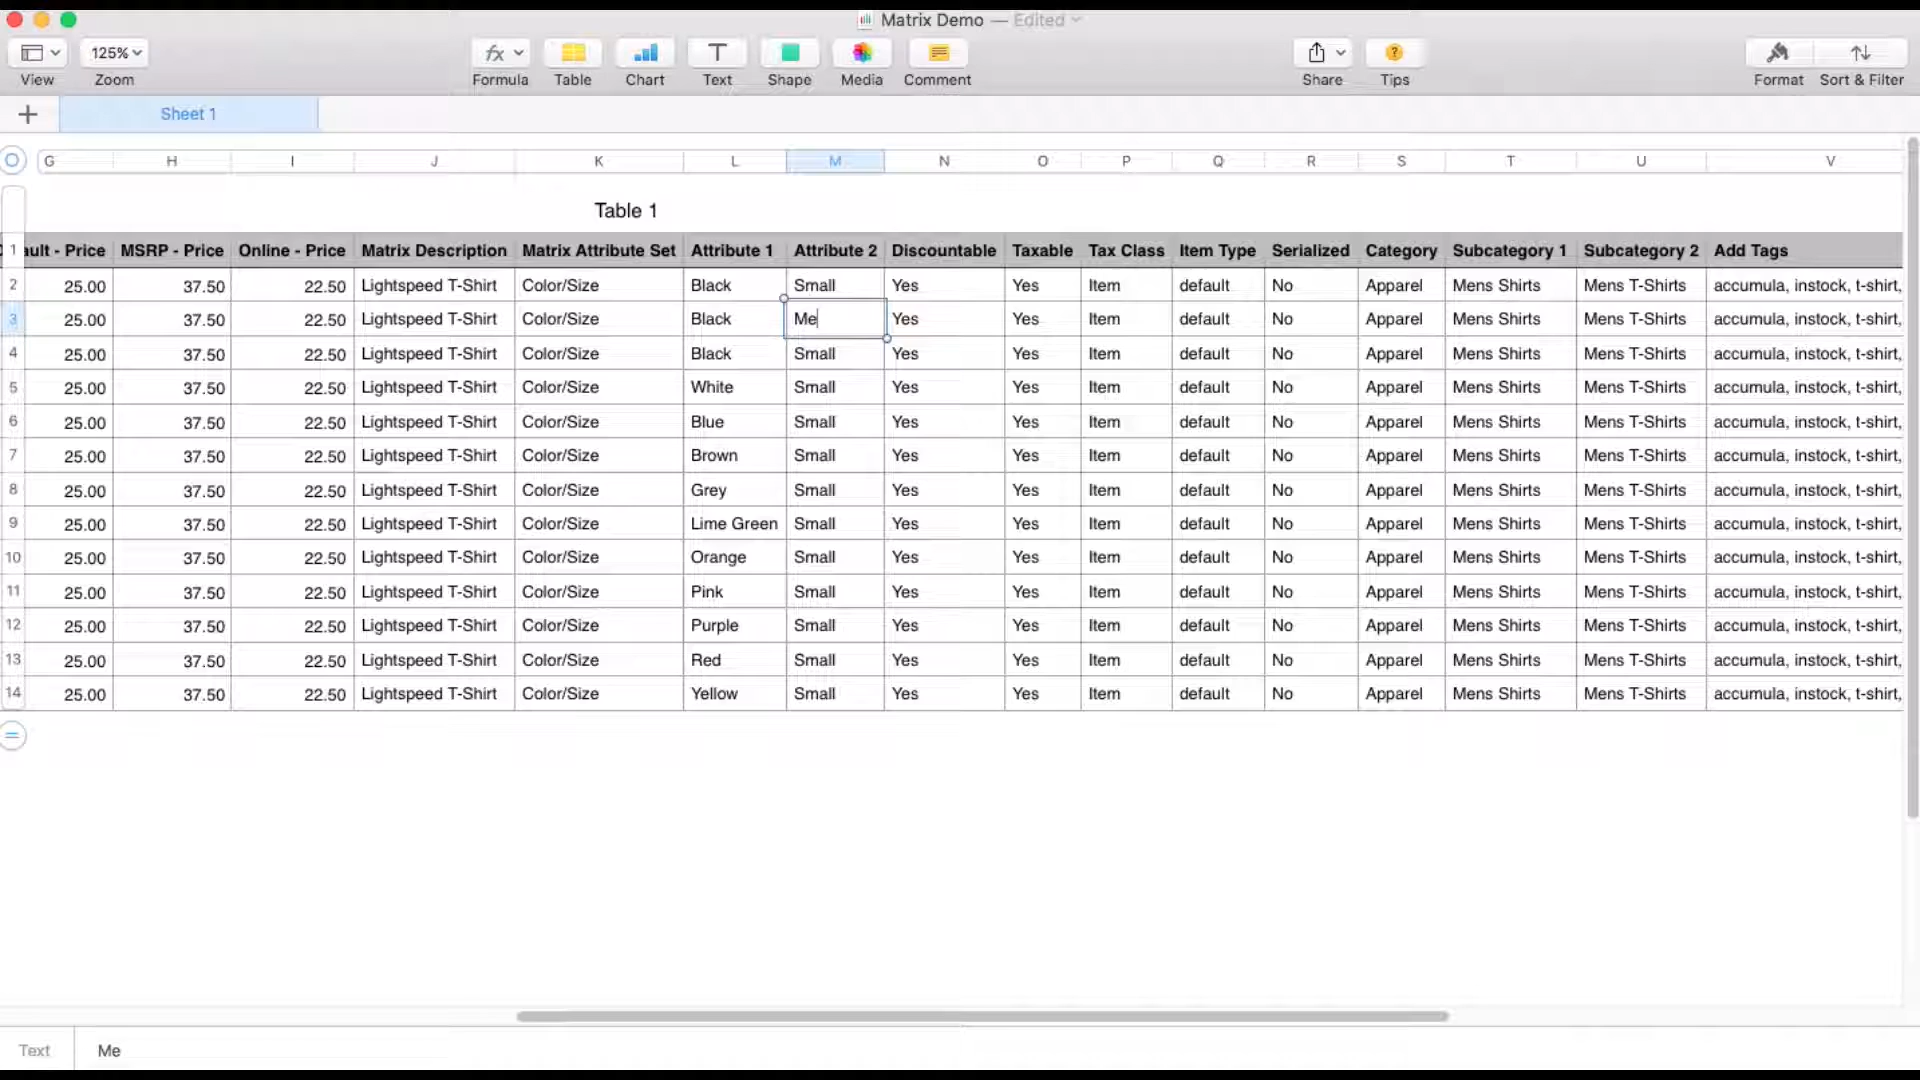 Matrix Demo — Edited
125%
View Zoom Formula Table Chart Text Shape Media Comment Share Tips Format Sort & Filter
Sheet 1
G H I J K L M N O P Q R S T U V
Table 1
1 ault - Price MSRP - Price Online - Price Matrix Description Matrix Attribute Set Attribute 1 Attribute 2 Discountable Taxable Tax Class Item Type Serialized Category Subcategory 1 Subcategory 2 Add Tags
2 25.00 37.50 22.50 Lightspeed T-Shirt Color/Size Black Small Yes Yes Item default No Apparel Mens Shirts Mens T-Shirts accumula, instock, t-shirt,
3 25.00 37.50 22.50 Lightspeed T-Shirt Color/Size Black Me Yes Yes Item default No Apparel Mens Shirts Mens T-Shirts accumula, instock, t-shirt,
4 25.00 37.50 22.50 Lightspeed T-Shirt Color/Size Black Small Yes Yes Item default No Apparel Mens Shirts Mens T-Shirts accumula, instock, t-shirt,
5 25.00 37.50 22.50 Lightspeed T-Shirt Color/Size White Small Yes Yes Item default No Apparel Mens Shirts Mens T-Shirts accumula, instock, t-shirt,
6 25.00 37.50 22.50 Lightspeed T-Shirt Color/Size Blue Small Yes Yes Item default No Apparel Mens Shirts Mens T-Shirts accumula, instock, t-shirt,
7 25.00 37.50 22.50 Lightspeed T-Shirt Color/Size Brown Small Yes Yes Item default No Apparel Mens Shirts Mens T-Shirts accumula, instock, t-shirt,
8 25.00 37.50 22.50 Lightspeed T-Shirt Color/Size Grey Small Yes Yes Item default No Apparel Mens Shirts Mens T-Shirts accumula, instock, t-shirt,
9 25.00 37.50 22.50 Lightspeed T-Shirt Color/Size Lime Green Small Yes Yes Item default No Apparel Mens Shirts Mens T-Shirts accumula, instock, t-shirt,
10 25.00 37.50 22.50 Lightspeed T-Shirt Color/Size Orange Small Yes Yes Item default No Apparel Mens Shirts Mens T-Shirts accumula, instock, t-shirt,
11 25.00 37.50 22.50 Lightspeed T-Shirt Color/Size Pink Small Yes Yes Item default No Apparel Mens Shirts Mens T-Shirts accumula, instock, t-shirt,
12 25.00 37.50 22.50 Lightspeed T-Shirt Color/Size Purple Small Yes Yes Item default No Apparel Mens Shirts Mens T-Shirts accumula, instock, t-shirt,
13 25.00 37.50 22.50 Lightspeed T-Shirt Color/Size Red Small Yes Yes Item default No Apparel Mens Shirts Mens T-Shirts accumula, instock, t-shirt,
14 25.00 37.50 22.50 Lightspeed T-Shirt Color/Size Yellow Small Yes Yes Item default No Apparel Mens Shirts Mens T-Shirts accumula, instock, t-shirt,
Text Me